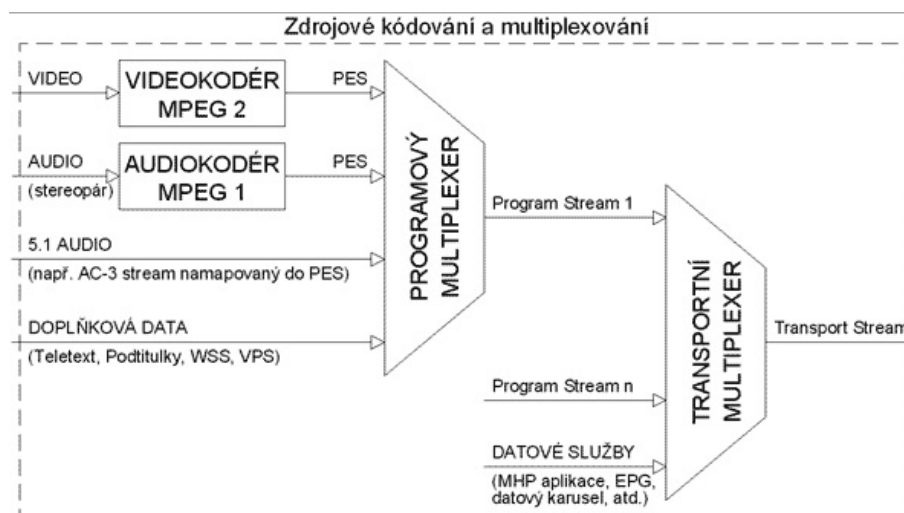 Zdrojové kódování a multiplexování
VIDEO
VIDEOKODÉR
MPEG 2
PES
AUDIO
(stereopár)
AUDIOKODÉR
MPEG 1
PES
5.1 AUDIO
(např. AC-3 stream namapovaný do PES)
DOPLŇKOVÁ DATA
(Teletext, Podtitulky, WSS, VPS)
PROGRAMOVÝ
MULTIPLEXER
Program Stream 1
Program Stream n
DATOVÉ SLUŽBY
(MHP aplikace, EPG,
datový karusel, atd.)
TRANSPORTNÍ
MULTIPLEXER
Transport Stream